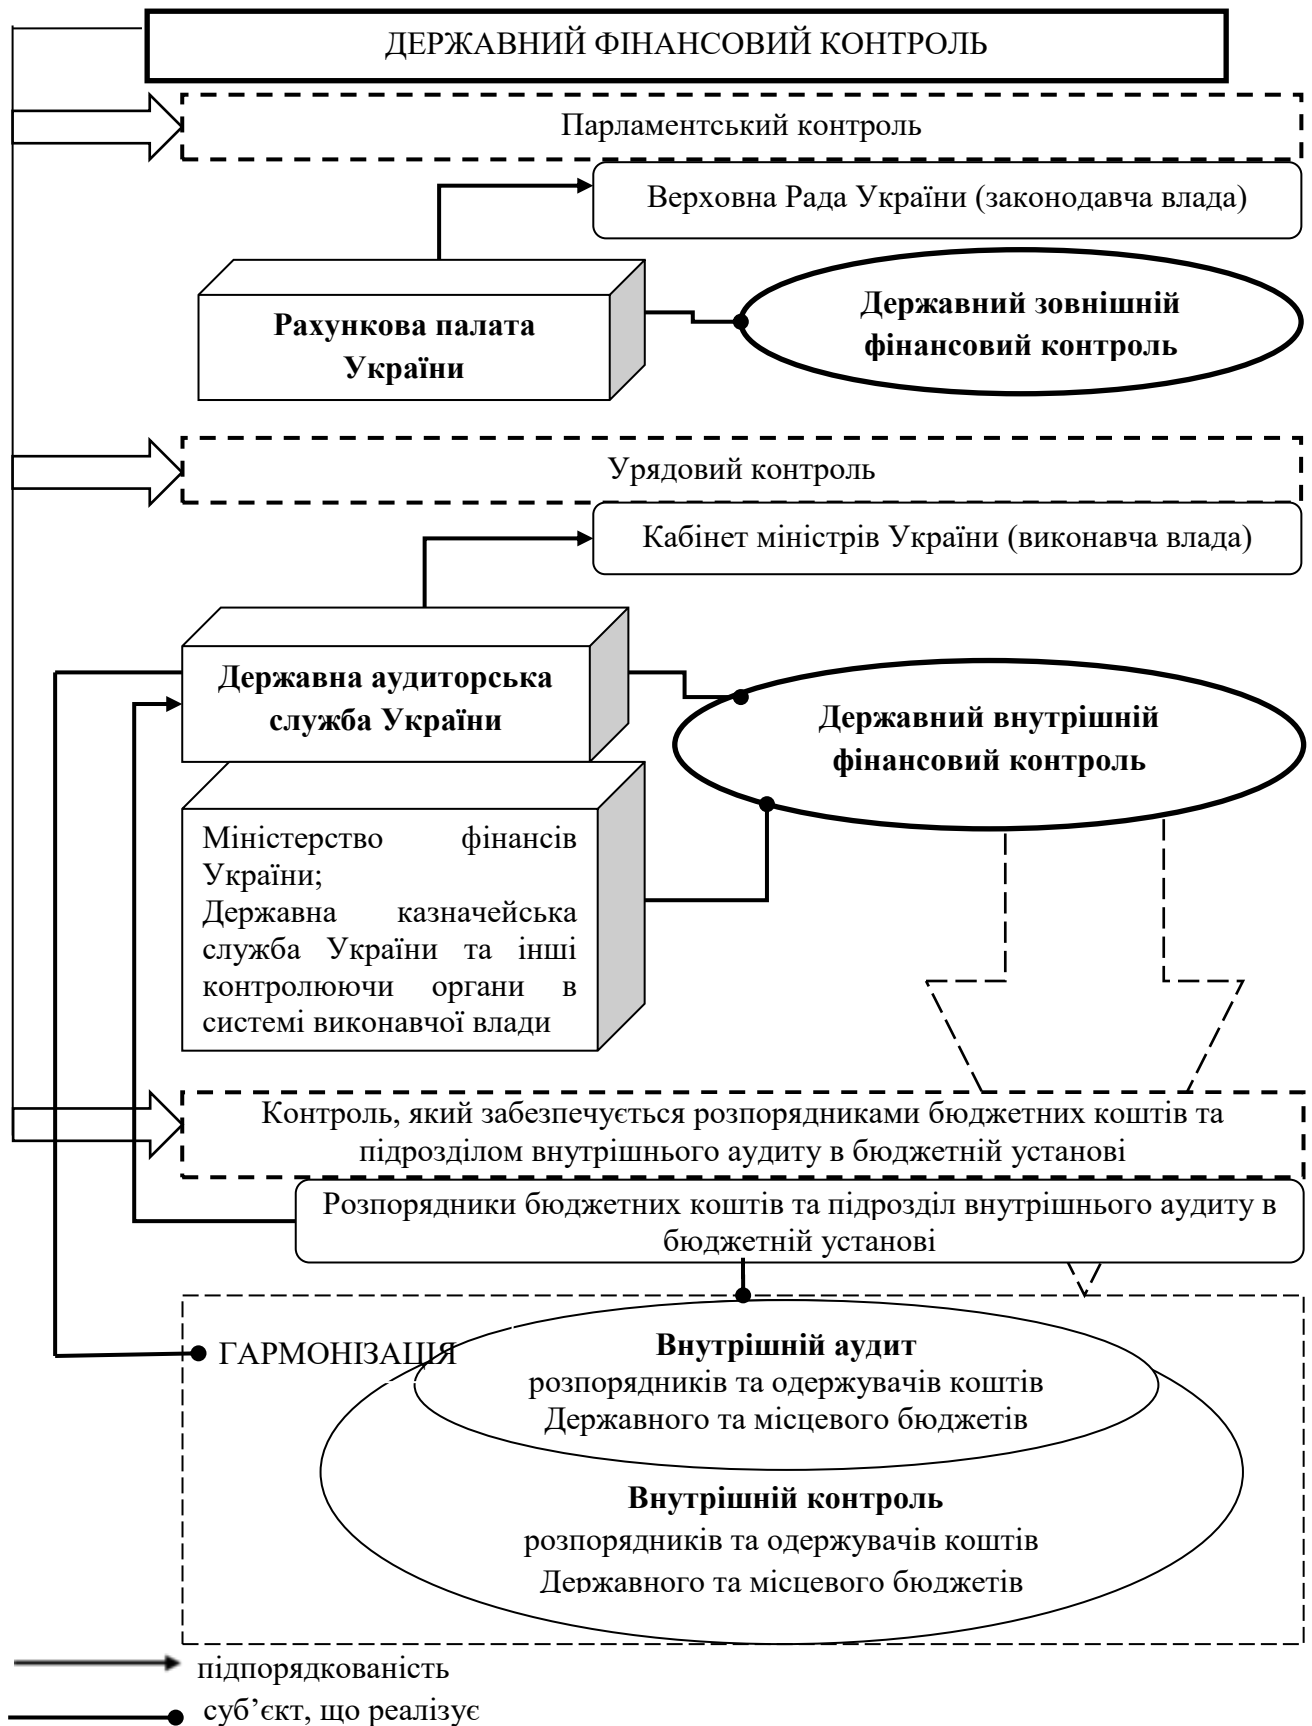 ДЕРЖАВНИЙ ФІНАНСОВИЙ КОНТРОЛЬ
Парламентський контроль
Верховна Рада України (законодавча влада)
Рахункова палата
України
Державний зовнішній
фінансовий контроль
Урядовий контроль
Кабінет міністрів України (виконавча влада)
Державна аудиторська
служба України
Державний внутрішній
фінансовий контроль
Міністерство фінансів
України;
Державна казначейська
служба України та інші
контролюючи органи в
системі виконавчої влади
Контроль, який забезпечується розпорядниками бюджетних коштів та
підрозділом внутрішнього аудиту в бюджетній установі
Розпорядники бюджетних коштів та підрозділ внутрішнього аудиту в
бюджетній установі
ГАРМОНІЗАЦІЯ
Внутрішній аудит
розпорядників та одержувачів коштів
Державного та місцевого бюджетів
Внутрішній контроль
розпорядників та одержувачів коштів
Державного та місцевого бюджетів
підпорядкованість
суб’єкт, що реалізує